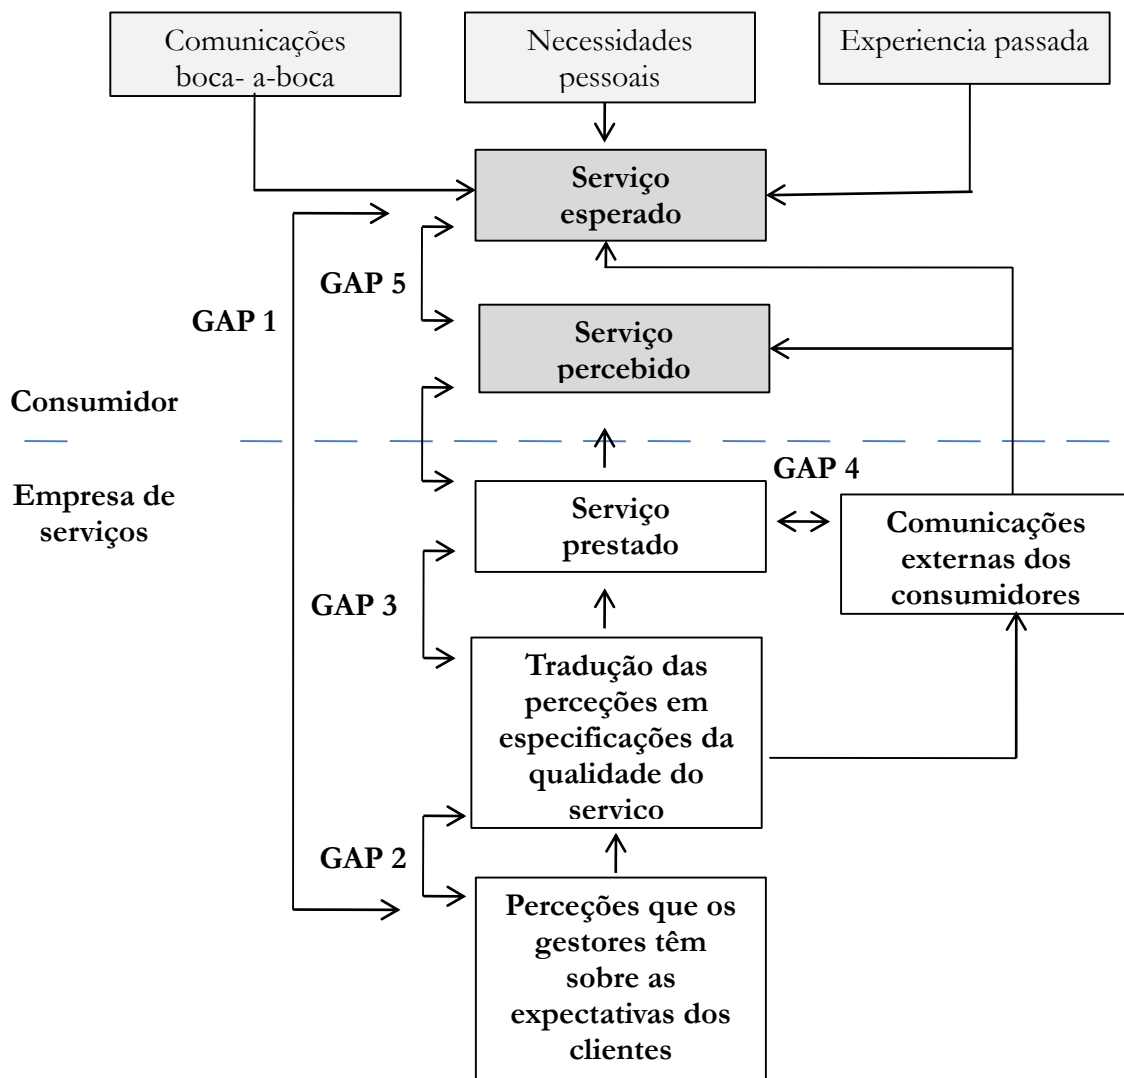 Comunicações
boca- a-boca
Necessidades
pessoais
Experiencia passada
Serviço
esperado
GAP 5
GAP 1
Serviço
percebido
Consumidor
GAP 4
Empresa de
serviços
Serviço
prestado
Comunicações
externas dos
consumidores
GAP 3
Tradução das
perceções em
especificações da
qualidade do
servico
GAP 2
Perceções que os
gestores têm
sobre as
expectativas dos
clientes